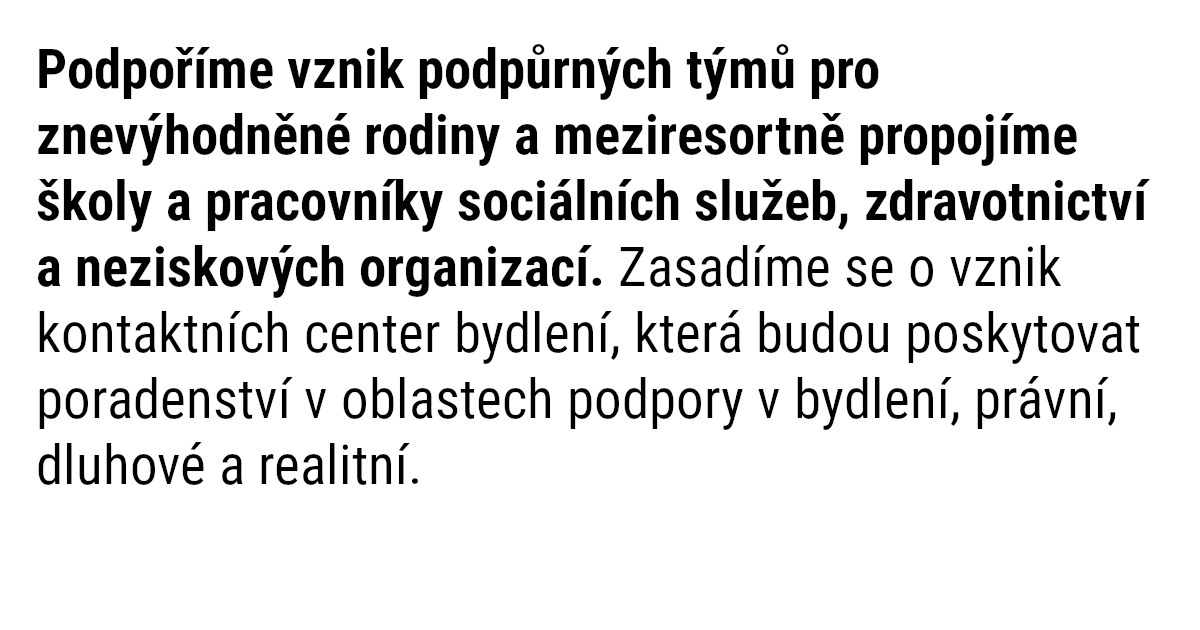 Podpoříme vznik podpůrných týmů pro
znevýhodněné rodiny a meziresortně propojíme
školy a pracovníky sociálních služeb, zdravotnictví
a neziskových organizací. Zasadíme se o vznik
kontaktních center bydlení, která budou poskytovat
poradenství v oblastech podpory v bydlení, právní,
dluhové a realitní.